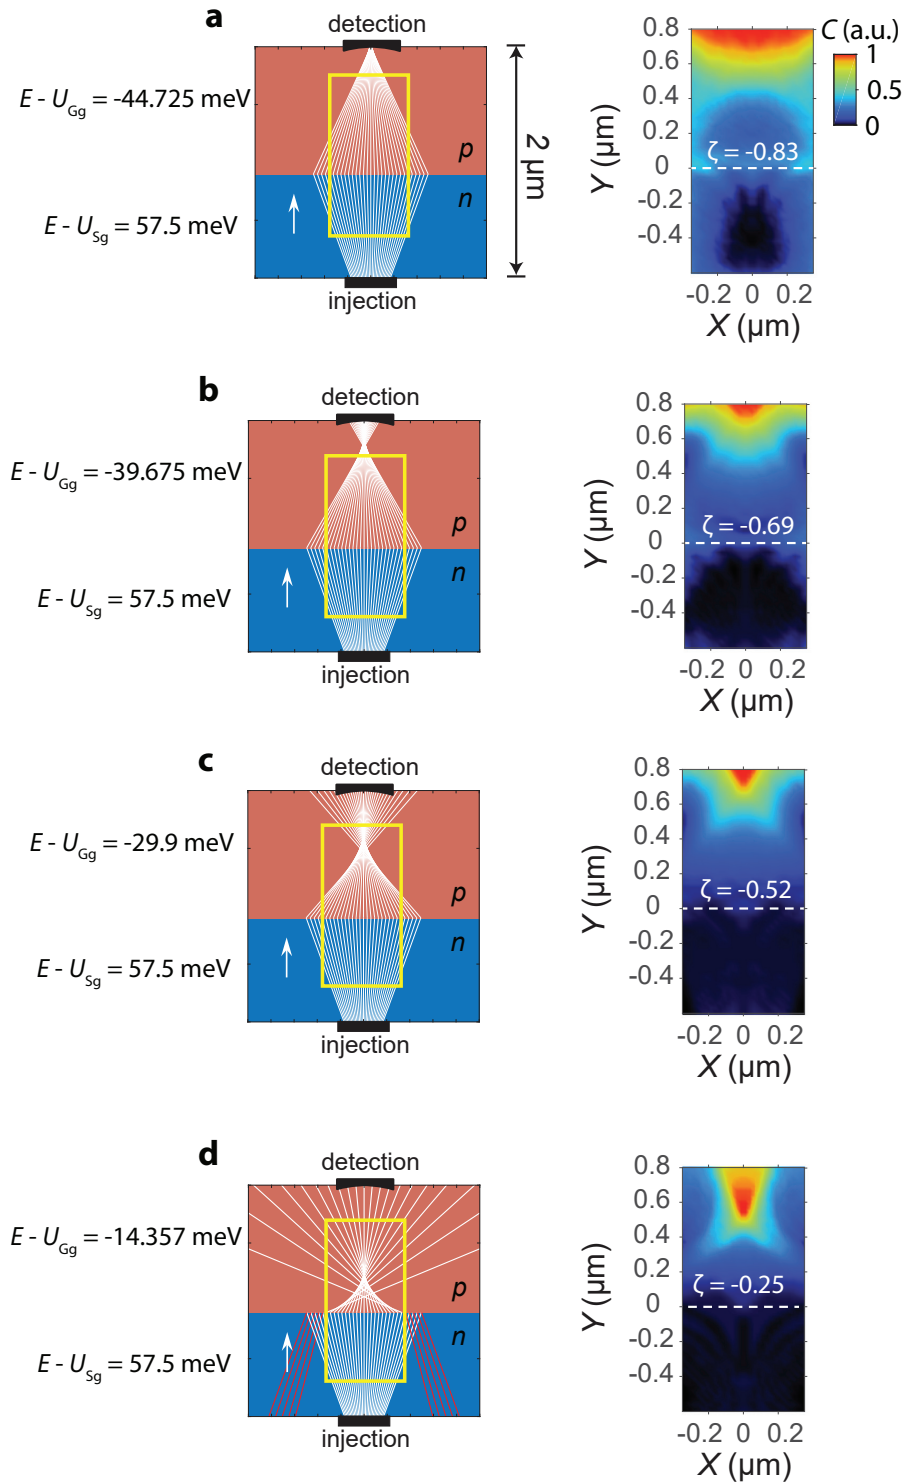 a
detection
E - U_Gg = -44.725 meV
p
n
E - U_Sg = 57.5 meV
injection
2 μm
C (a.u.)
1
0.5
0
Y (μm)
0.8
0.6
0.4
0.2
0
-0.2
-0.4
ζ = -0.83
-0.2 0 0.2
X (μm)
b
detection
E - U_Gg = -39.675 meV
p
n
E - U_Sg = 57.5 meV
injection
Y (μm)
0.8
0.6
0.4
0.2
0
-0.2
-0.4
ζ = -0.69
-0.2 0 0.2
X (μm)
c
detection
E - U_Gg = -29.9 meV
p
n
E - U_Sg = 57.5 meV
injection
Y (μm)
0.8
0.6
0.4
0.2
0
-0.2
-0.4
ζ = -0.52
-0.2 0 0.2
X (μm)
d
detection
E - U_Gg = -14.357 meV
p
n
E - U_Sg = 57.5 meV
injection
Y (μm)
0.8
0.6
0.4
0.2
0
-0.2
-0.4
ζ = -0.25
-0.2 0 0.2
X (μm)